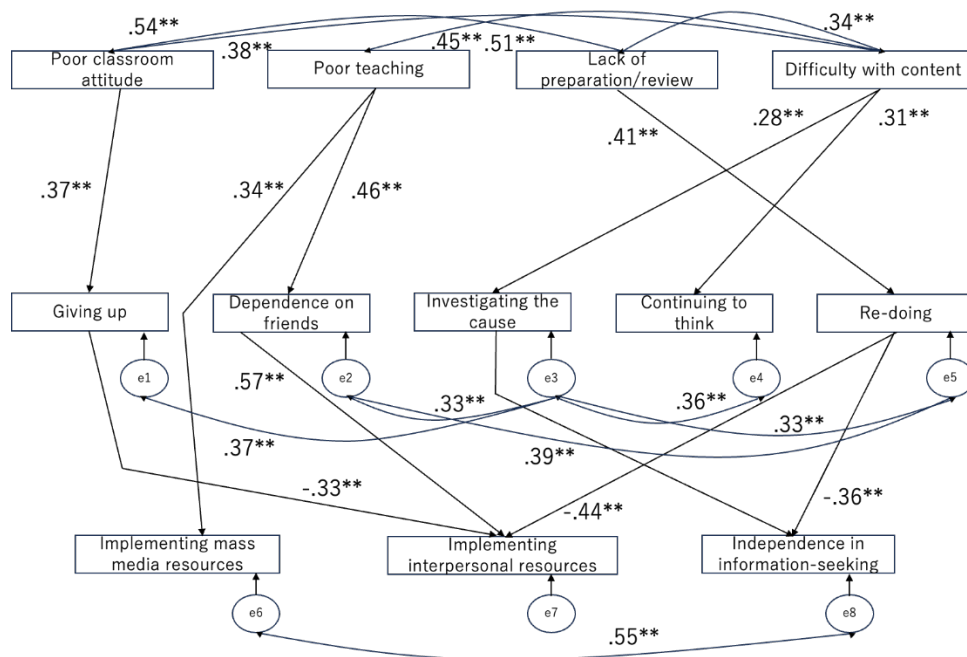 .54**
.34**
.38**
.45**
.51**
Poor classroom
attitude
Poor teaching
Lack of
preparation/review
Difficulty with content
.28**
.31**
.41**
.37**
.34**
.46**
Giving up
Dependence on
friends
Investigating the
cause
Continuing to
think
Re-doing
e1
e2
e3
e4
e5
.57**
.33**
.36**
.33**
.37**
.39**
-.33**
-.44**
-.36**
Implementing mass
media resources
Implementing
interpersonal resources
Independence in
information-seeking
e6
e7
e8
.55**